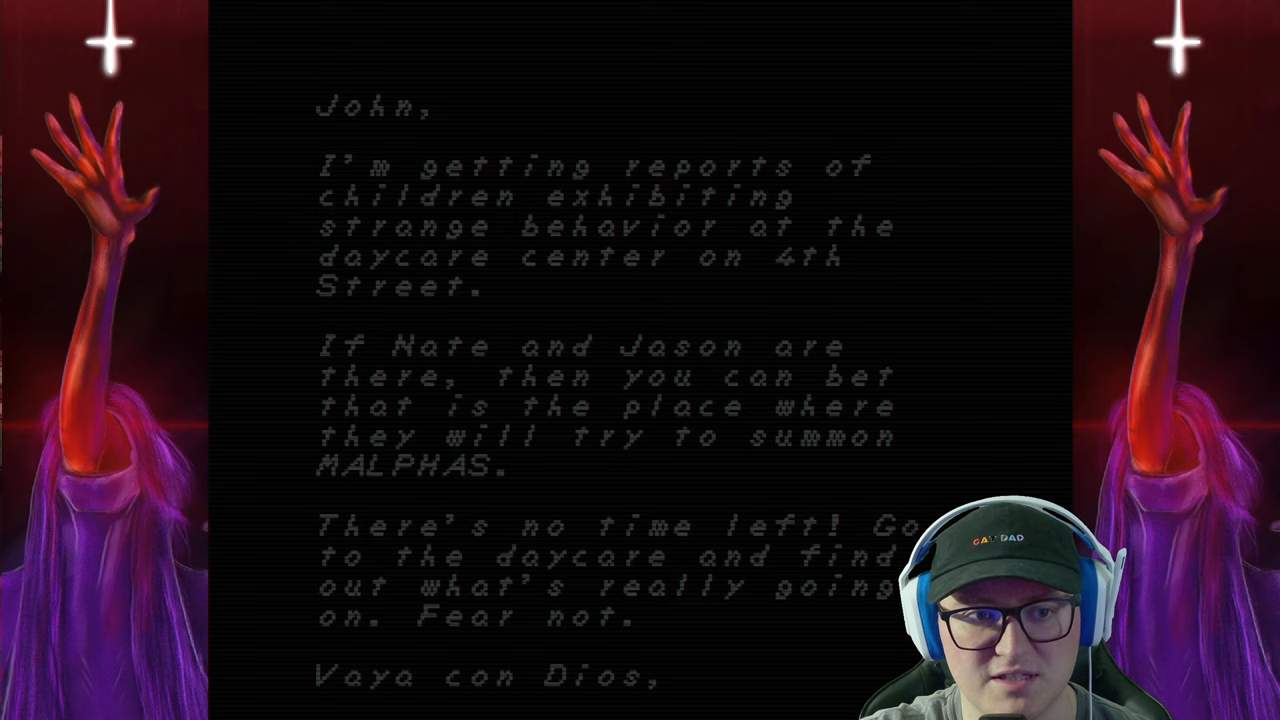 John,
I'm getting reports of
children exhibiting
strange behavior at the
daycare center on 4th
Street.
If Nate and Jason are
there, then you can bet
that is the place where
they will try to summon
MALPHAS.
There's no time left! Go
to the daycare and find
out what's really going
on. Fear not.
Vaya con Dios,
CAT DAD